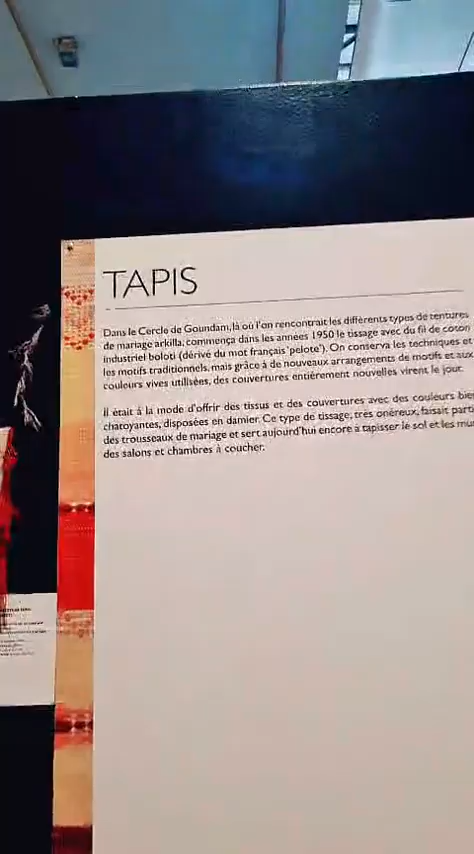 TAPIS
Dans le Cercle de Goundam, là où l'on rencontrait les différents types de tentures
de mariage arkilla, commença dans les années 1950 le tissage avec du fil de coton
industriel boloti (dérivé du mot français 'pelote'). On conserva les techniques et
les motifs traditionnels, mais grâce à de nouveaux arrangements de motifs et aux
couleurs vives utilisées, des couvertures entièrement nouvelles virent le jour.
Il était à la mode d'offrir des tissus et des couvertures avec des couleurs bie
chatoyantes, disposées en damier. Ce type de tissage, très onéreux, faisait parti
des trousseaux de mariage et sert aujourd'hui encore à tapisser le sol et les mu
des salons et chambres à coucher.